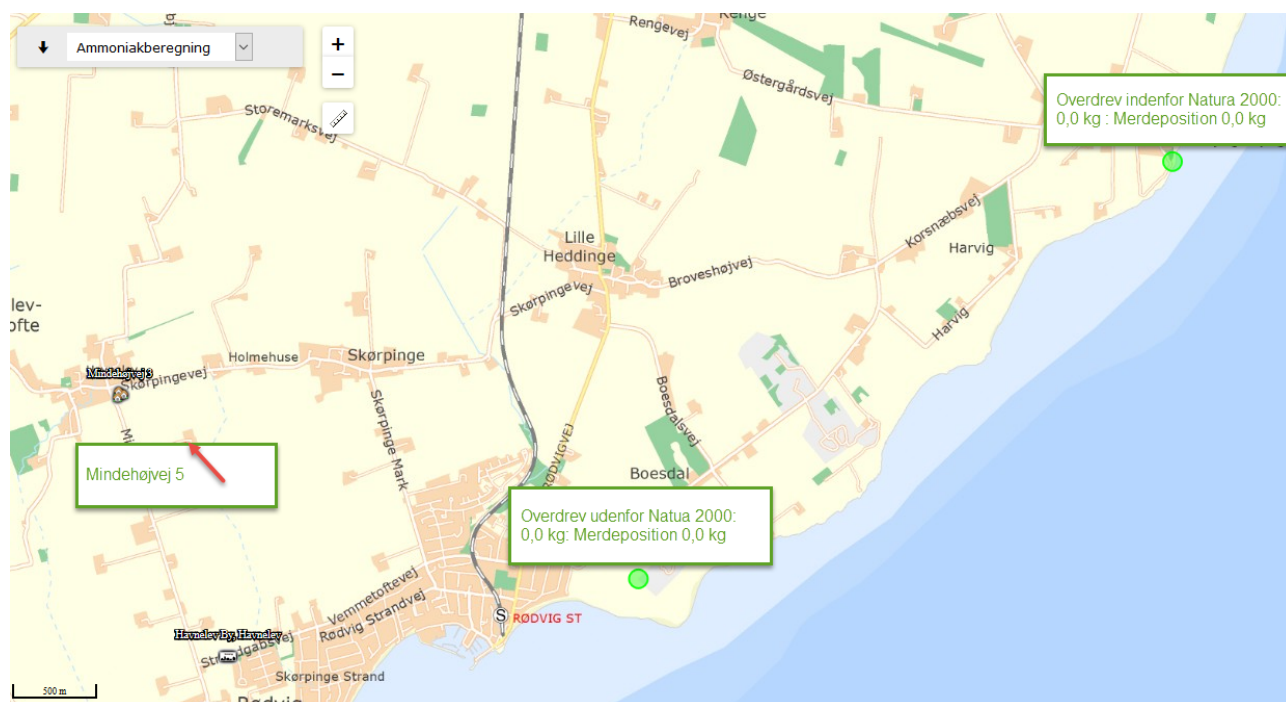 Ammoniakberegning
+
−
Rengevej
Renge
Østergårdsvej
Storemarksvej
Overdrev indenfor Natura 2000:
0,0 kg : Merdeposition 0,0 kg
Lille
Heddinge
Korsnæbsvej
Harvig
Broveshøjvej
Skørpingevej
lev-
ofte
Harvig
Holmehuse
Skørpinge
Mindehøjvej 3
Skørpingevej
Boesdalsvej
Skørpinge Mark
Mindehøjvej 5
RØDVIGVEJ
Boesdal
Overdrev udenfor Natua 2000:
0,0 kg: Merdeposition 0,0 kg
Vemmetoftevej
Rødvig Strandvej
S RØDVIG ST
Havnelev By, Havnelev
Skørpinge Strand
500 m
Rødvig